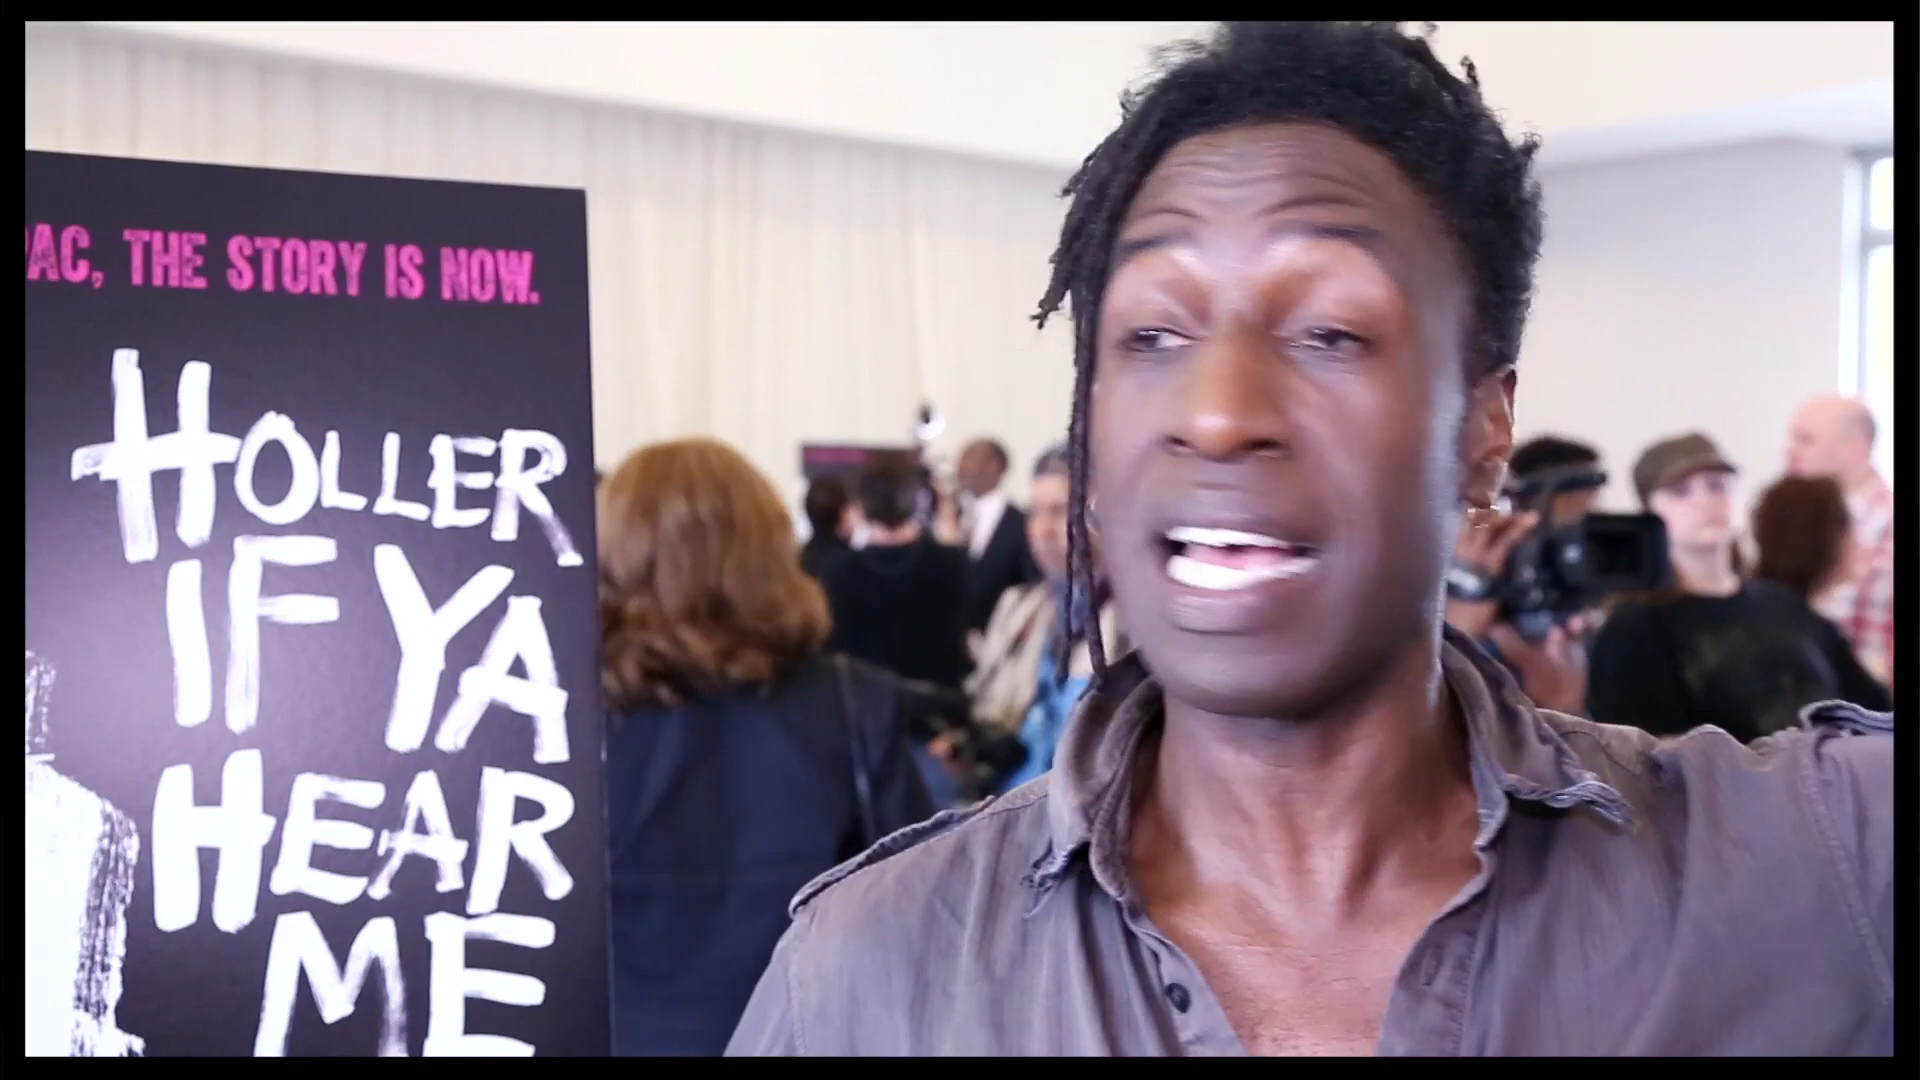 AC, THE STORY IS NOW.
HOLLER
IF YA
HEAR
ME